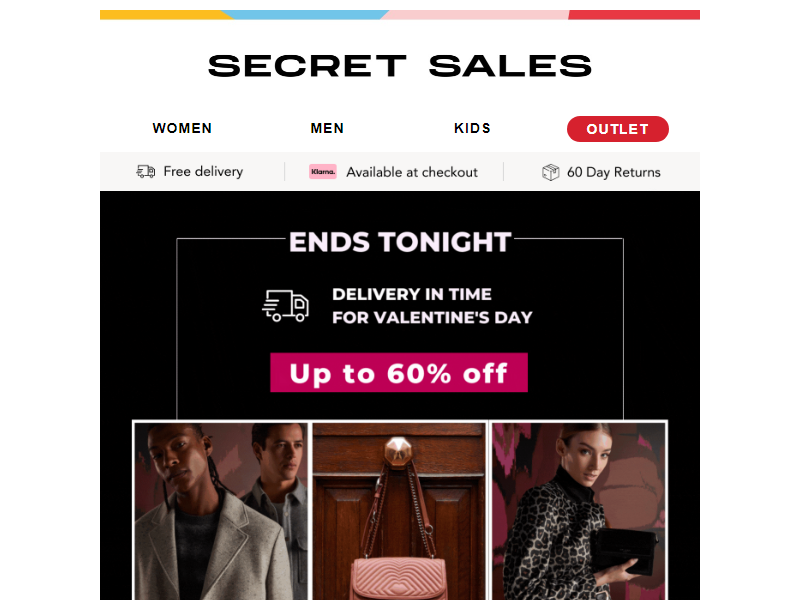 SECRET SALES
WOMEN MEN KIDS OUTLET
Free delivery Klarna. Available at checkout 60 Day Returns
ENDS TONIGHT
DELIVERY IN TIME
FOR VALENTINE'S DAY
Up to 60% off